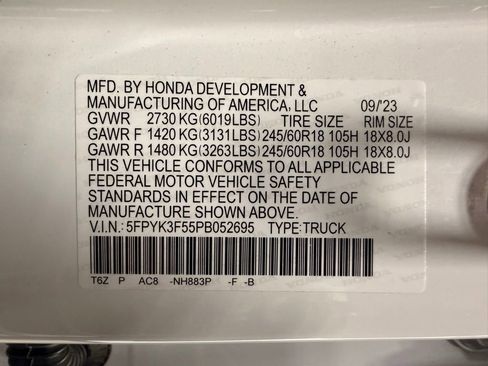 MFD. BY HONDA DEVELOPMENT &
MANUFACTURING OF AMERICA, LLC 09/'23
GVWR 2730 KG(6019LBS) TIRE SIZE RIM SIZE
GAWR F 1420 KG(3131LBS) 245/60R18 105H 18X8.0J
GAWR R 1480 KG(3263LBS) 245/60R18 105H 18X8.0J
THIS VEHICLE CONFORMS TO ALL APPLICABLE
FEDERAL MOTOR VEHICLE SAFETY
STANDARDS IN EFFECT ON THE DATE OF
MANUFACTURE SHOWN ABOVE.
V.I.N.: 5FPYK3F55PB052695 TYPE:TRUCK
T6Z P AC8 -NH883P -F -B